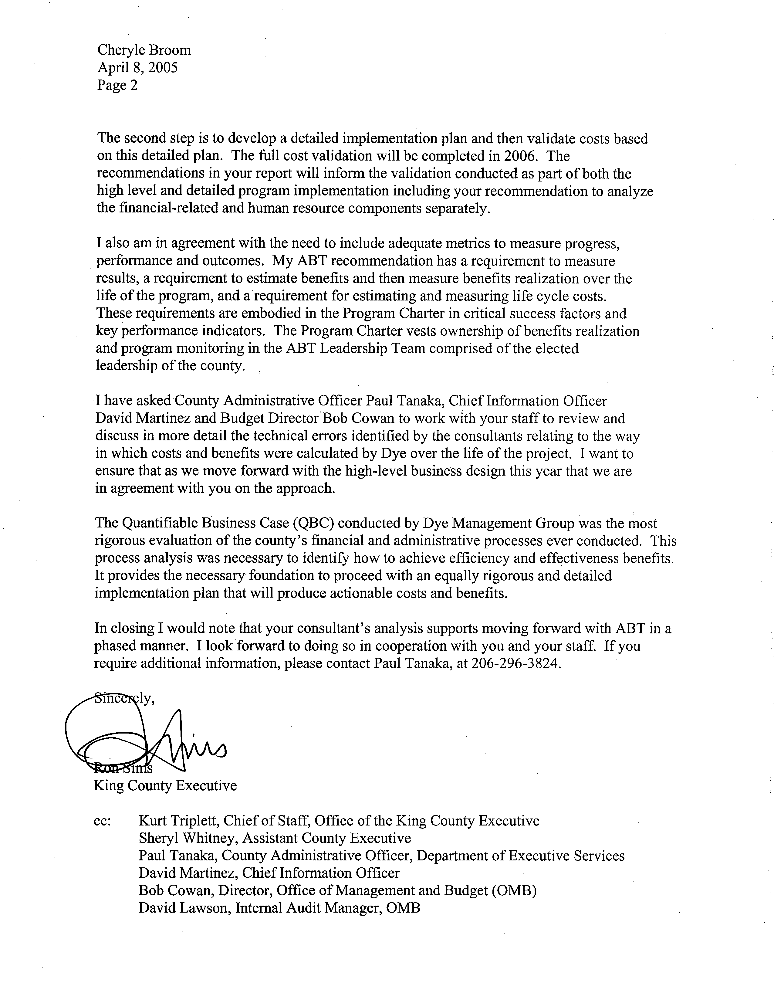 Cheryle Broom
April 8, 2005
Page 2
The second step is to develop a detailed implementation plan and then validate costs based
on this detailed plan.  The full cost validation will be completed in 2006.  The
recommendations in your report will inform the validation conducted as part of both the
high level and detailed program implementation including your recommendation to analyze
the financial-related and human resource components separately.
I also am in agreement with the need to include adequate metrics to measure progress,
performance and outcomes.  My ABT recommendation has a requirement to measure
results, a requirement to estimate benefits and then measure benefits realization over the
life of the program, and a requirement for estimating and measuring life cycle costs.
These requirements are embodied in the Program Charter in critical success factors and
key performance indicators.  The Program Charter vests ownership of benefits realization
and program monitoring in the ABT Leadership Team comprised of the elected
leadership of the county.
I have asked County Administrative Officer Paul Tanaka, Chief Information Officer
David Martinez and Budget Director Bob Cowan to work with your staff to review and
discuss in more detail the technical errors identified by the consultants relating to the way
in which costs and benefits were calculated by Dye over the life of the project.  I want to
ensure that as we move forward with the high-level business design this year that we are
in agreement with you on the approach.
The Quantifiable Business Case (QBC) conducted by Dye Management Group was the most
rigorous evaluation of the county's financial and administrative processes ever conducted.  This
process analysis was necessary to identify how to achieve efficiency and effectiveness benefits.
It provides the necessary foundation to proceed with an equally rigorous and detailed
implementation plan that will produce actionable costs and benefits.
In closing I would note that your consultant's analysis supports moving forward with ABT in a
phased manner.  I look forward to doing so in cooperation with you and your staff.  If you
require additional information, please contact Paul Tanaka, at 206-296-3824.
Sincerely,
Ron Sims
King County Executive
cc: Kurt Triplett, Chief of Staff, Office of the King County Executive
Sheryl Whitney, Assistant County Executive
Paul Tanaka, County Administrative Officer, Department of Executive Services
David Martinez, Chief Information Officer
Bob Cowan, Director, Office of Management and Budget (OMB)
David Lawson, Internal Audit Manager, OMB